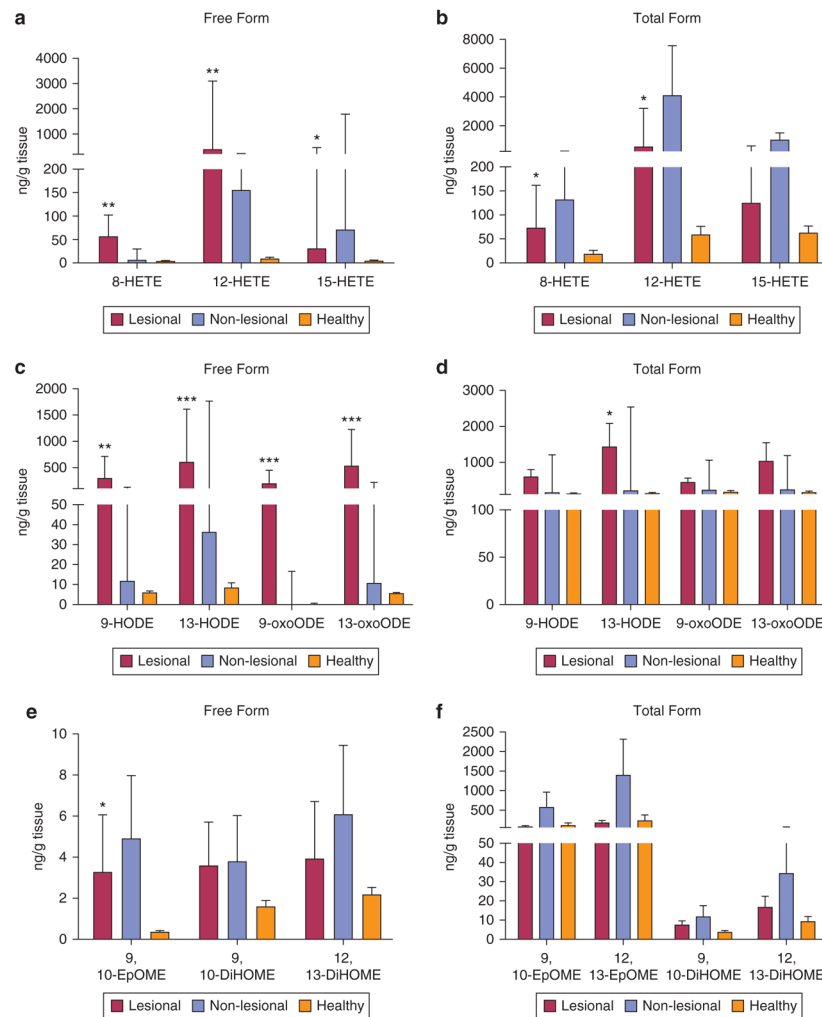 a
Free Form
ng/g tissue
4000
3000
2000
1000
200
150
100
50
0
**
**
*
8-HETE
12-HETE
15-HETE
Lesional
Non-lesional
Healthy
b
Total Form
ng/g tissue
8000
6000
4000
2000
200
150
100
50
0
*
*
8-HETE
12-HETE
15-HETE
Lesional
Non-lesional
Healthy
c
Free Form
ng/g tissue
2000
1500
1000
500
50
40
30
20
10
0
**
***
***
***
9-HODE
13-HODE
9-oxoODE
13-oxoODE
Lesional
Non-lesional
Healthy
d
Total Form
ng/g tissue
3000
2000
1000
100
50
0
*
9-HODE
13-HODE
9-oxoODE
13-oxoODE
Lesional
Non-lesional
Healthy
e
Free Form
ng/g tissue
10
8
6
4
2
0
*
9,
10-EpOME
9,
10-DiHOME
12,
13-DiHOME
Lesional
Non-lesional
Healthy
f
Total Form
ng/g tissue
2500
2000
1500
1000
500
50
40
30
20
10
0
9,
10-EpOME
12,
13-EpOME
9,
10-DiHOME
12,
13-DiHOME
Lesional
Non-lesional
Healthy